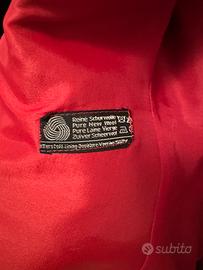 Reine Schurwolle
Pure New Wool
Pure Laine Vierge
Zuiver Scheerwol
subito